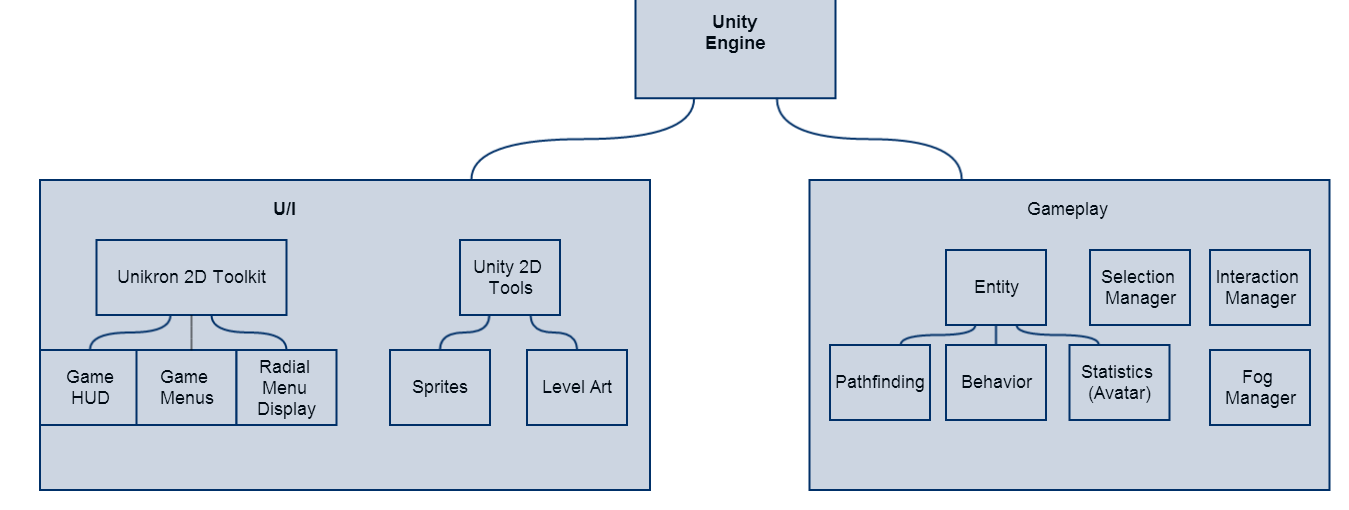 Unity
Engine
U/I
Unikron 2D Toolkit
Game
HUD
Game
Menus
Radial
Menu
Display
Unity 2D
Tools
Sprites
Level Art
Gameplay
Entity
Selection
Manager
Interaction
Manager
Pathfinding
Behavior
Statistics
(Avatar)
Fog
Manager